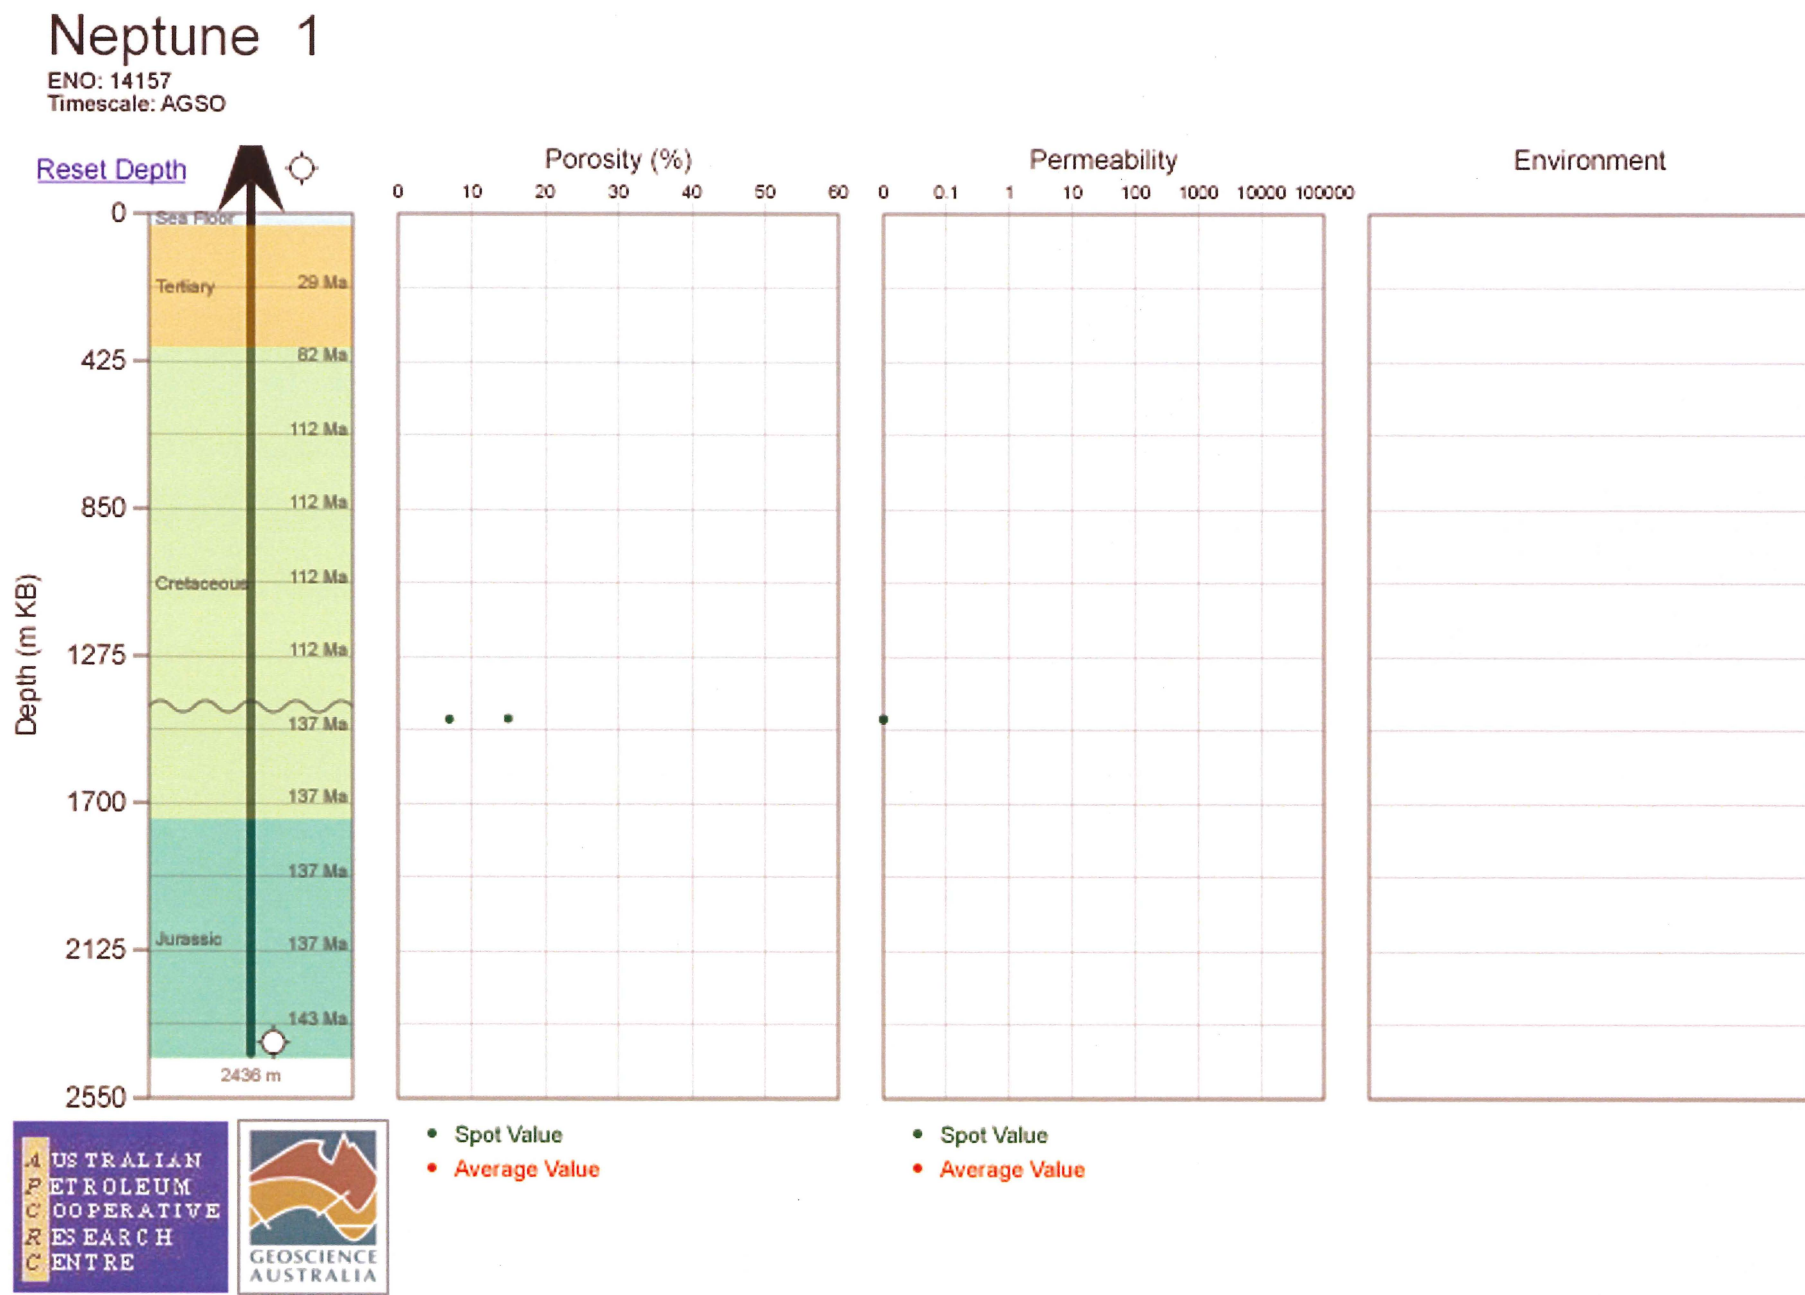 Neptune 1
ENO: 14157
Timescale: AGSO
Reset Depth
Porosity (%)
Permeability
Environment
0 10 20 30 40 50 60
0 0.1 1 10 100 1000 10000 100000
0
Sea Floor
Tertiary
29 Ma
82 Ma
425
112 Ma
850
112 Ma
Cretaceous
112 Ma
Depth (m KB)
1275
112 Ma
137 Ma
1700
137 Ma
137 Ma
Jurassic
2125
137 Ma
143 Ma
2436 m
2550
Spot Value
Average Value
Spot Value
Average Value
AUSTRALIAN
PETROLEUM
COOPERATIVE
RESEARCH
CENTRE
GEOSCIENCE
AUSTRALIA